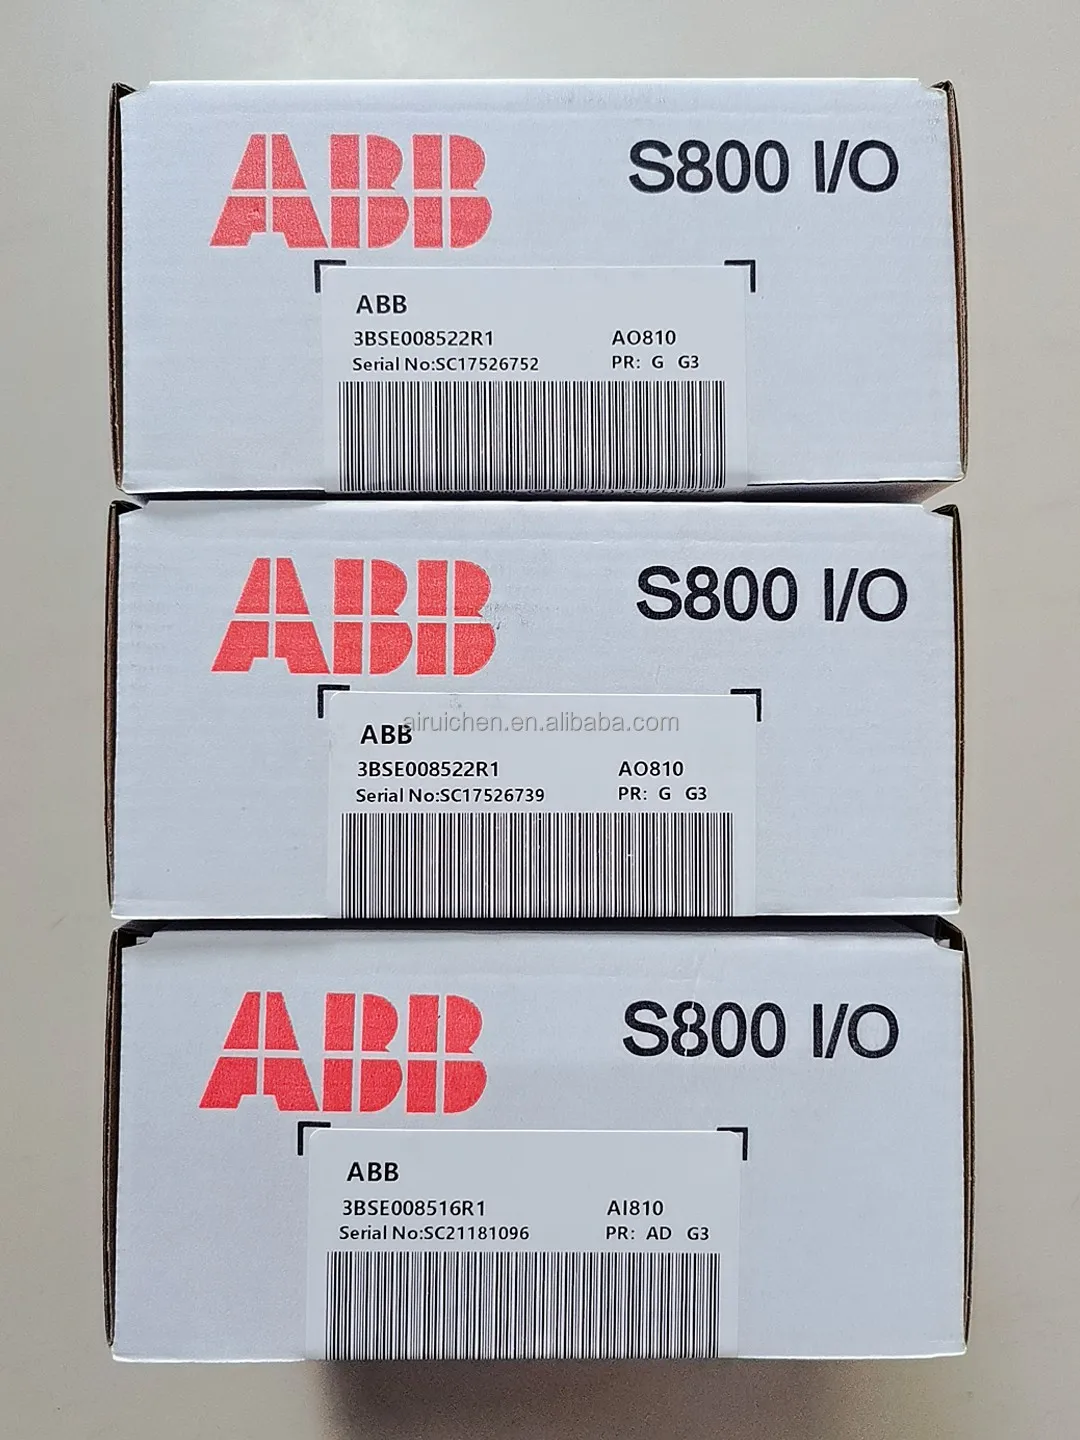 ABB
S800 I/O
ABB
3BSE008522R1 AO810
Serial No:SC17526752 PR: G G3
ABB
S800 I/O
airuichen.en.alibaba.com
ABB
3BSE008522R1 AO810
Serial No:SC17526739 PR: G G3
ABB
S800 I/O
ABB
3BSE008516R1 AI810
Serial No:SC21181096 PR: AD G3